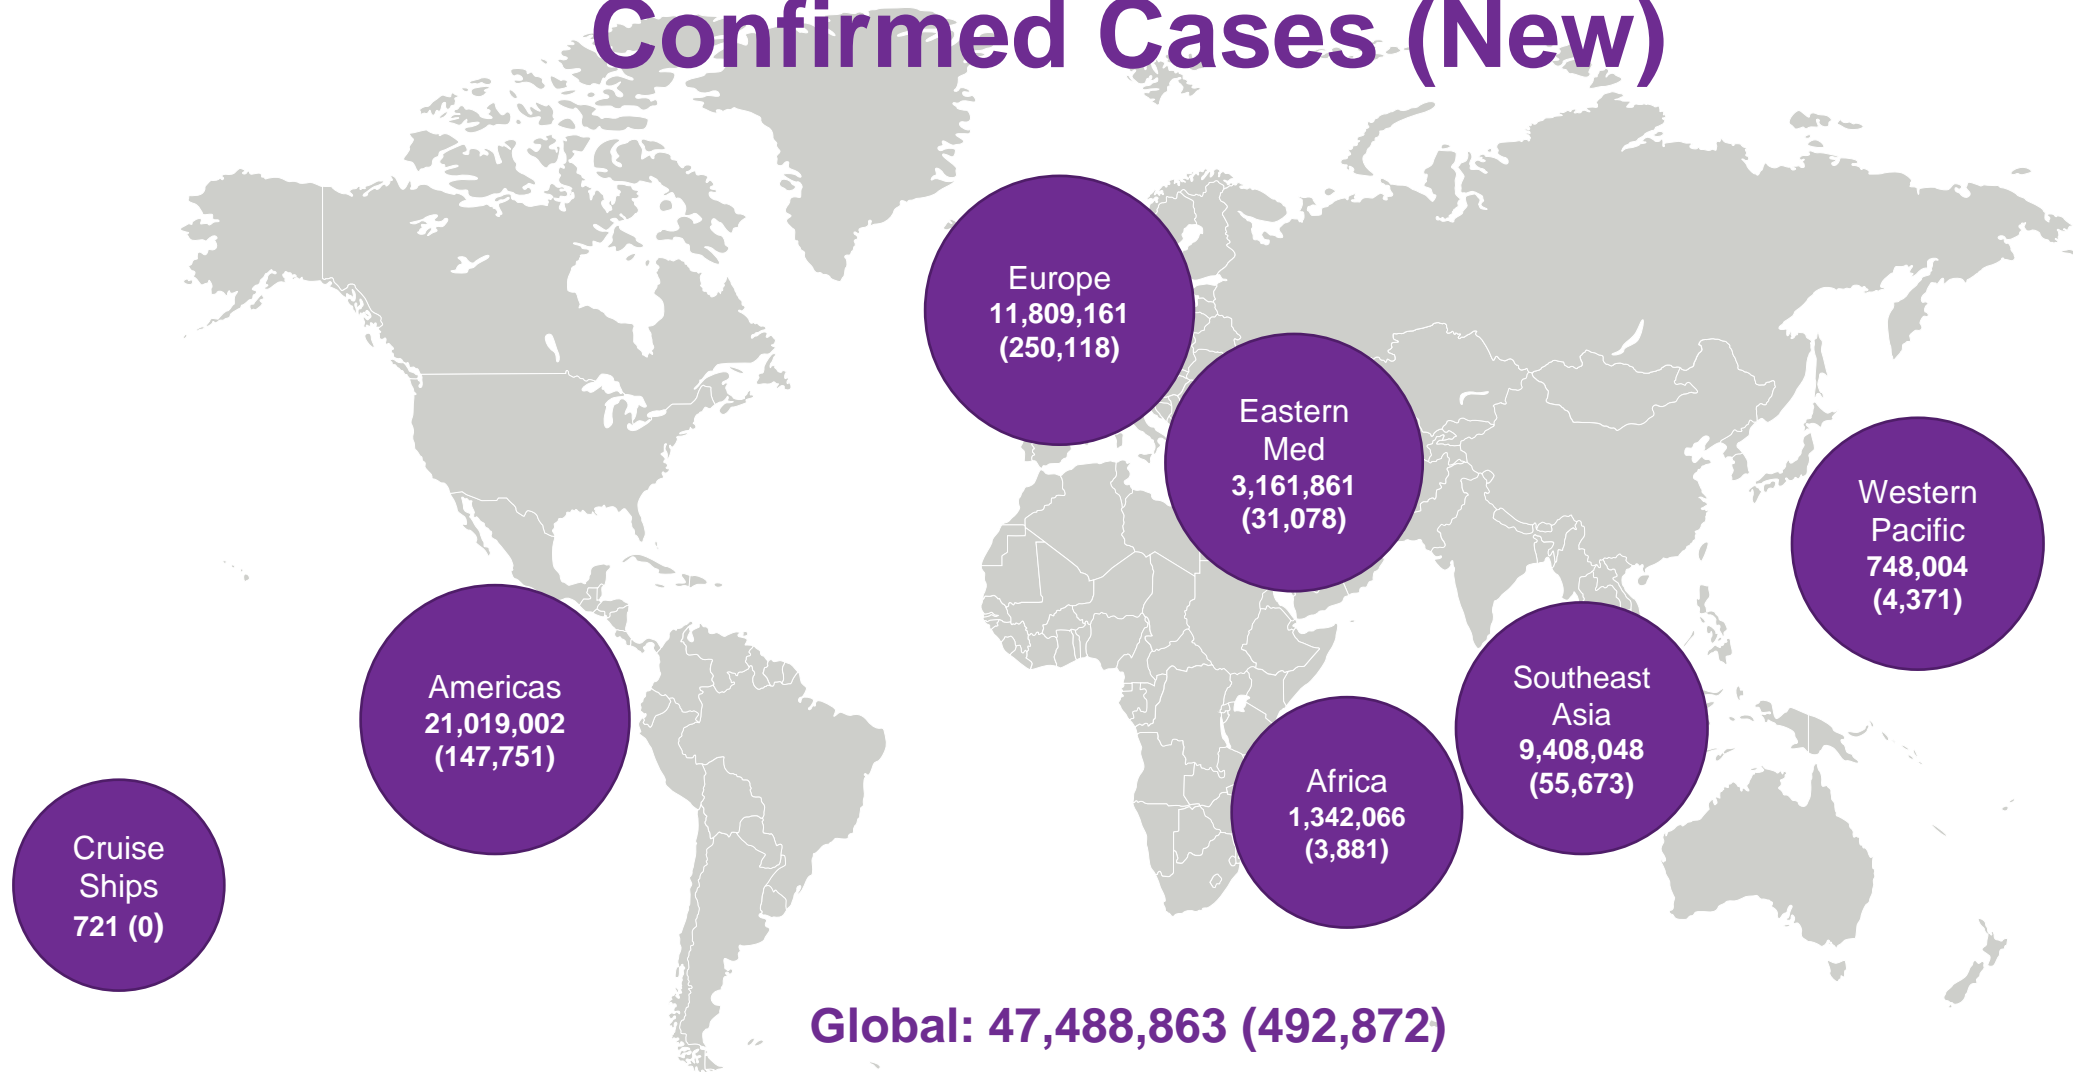 Confirmed Cases (New)
Europe
11,809,161
(250,118)
Eastern
Med
3,161,861
(31,078)
Western
Pacific
748,004
(4,371)
Americas
21,019,002
(147,751)
Southeast
Asia
9,408,048
(55,673)
Africa
1,342,066
(3,881)
Cruise
Ships
721 (0)
Global: 47,488,863 (492,872)